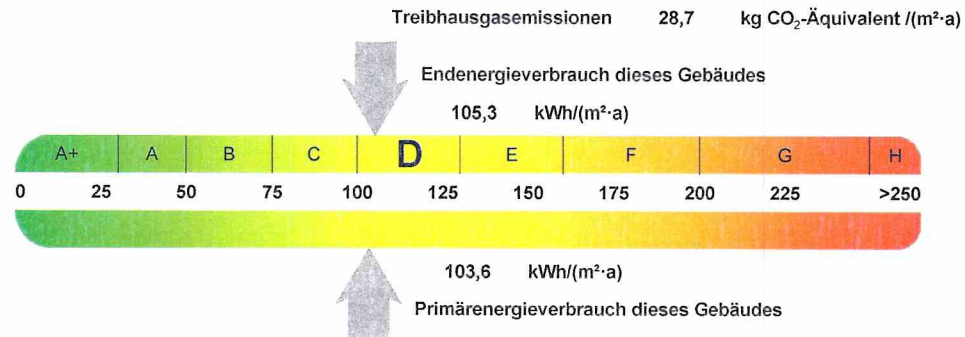 Treibhausgasemissionen 28,7 kg CO₂-Äquivalent /(m²·a)
Endenergieverbrauch dieses Gebäudes
105,3 kWh/(m²·a)
A+ A B C D E F G H
0 25 50 75 100 125 150 175 200 225 >250
103,6 kWh/(m²·a)
Primärenergieverbrauch dieses Gebäudes